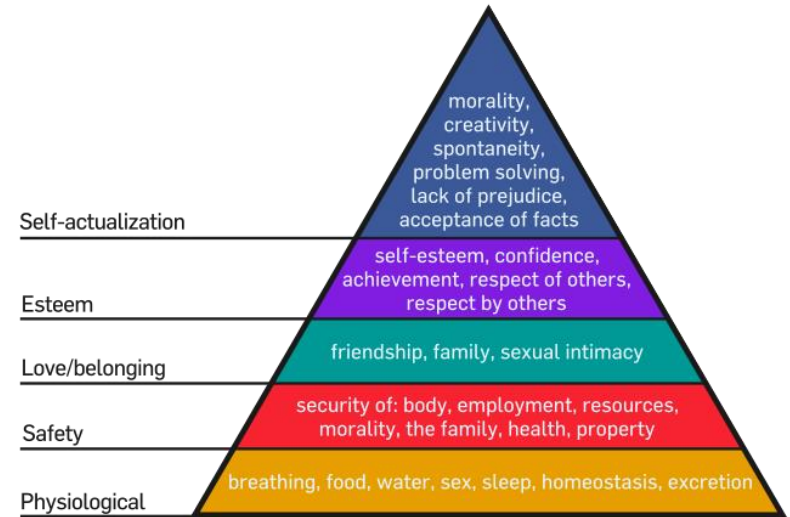 morality,
creativity,
spontaneity,
problem solving,
lack of prejudice,
acceptance of facts
Self-actualization
self-esteem, confidence,
achievement, respect of others,
respect by others
Esteem
friendship, family, sexual intimacy
Love/belonging
security of: body, employment, resources,
morality, the family, health, property
Safety
breathing, food, water, sex, sleep, homeostasis, excretion
Physiological